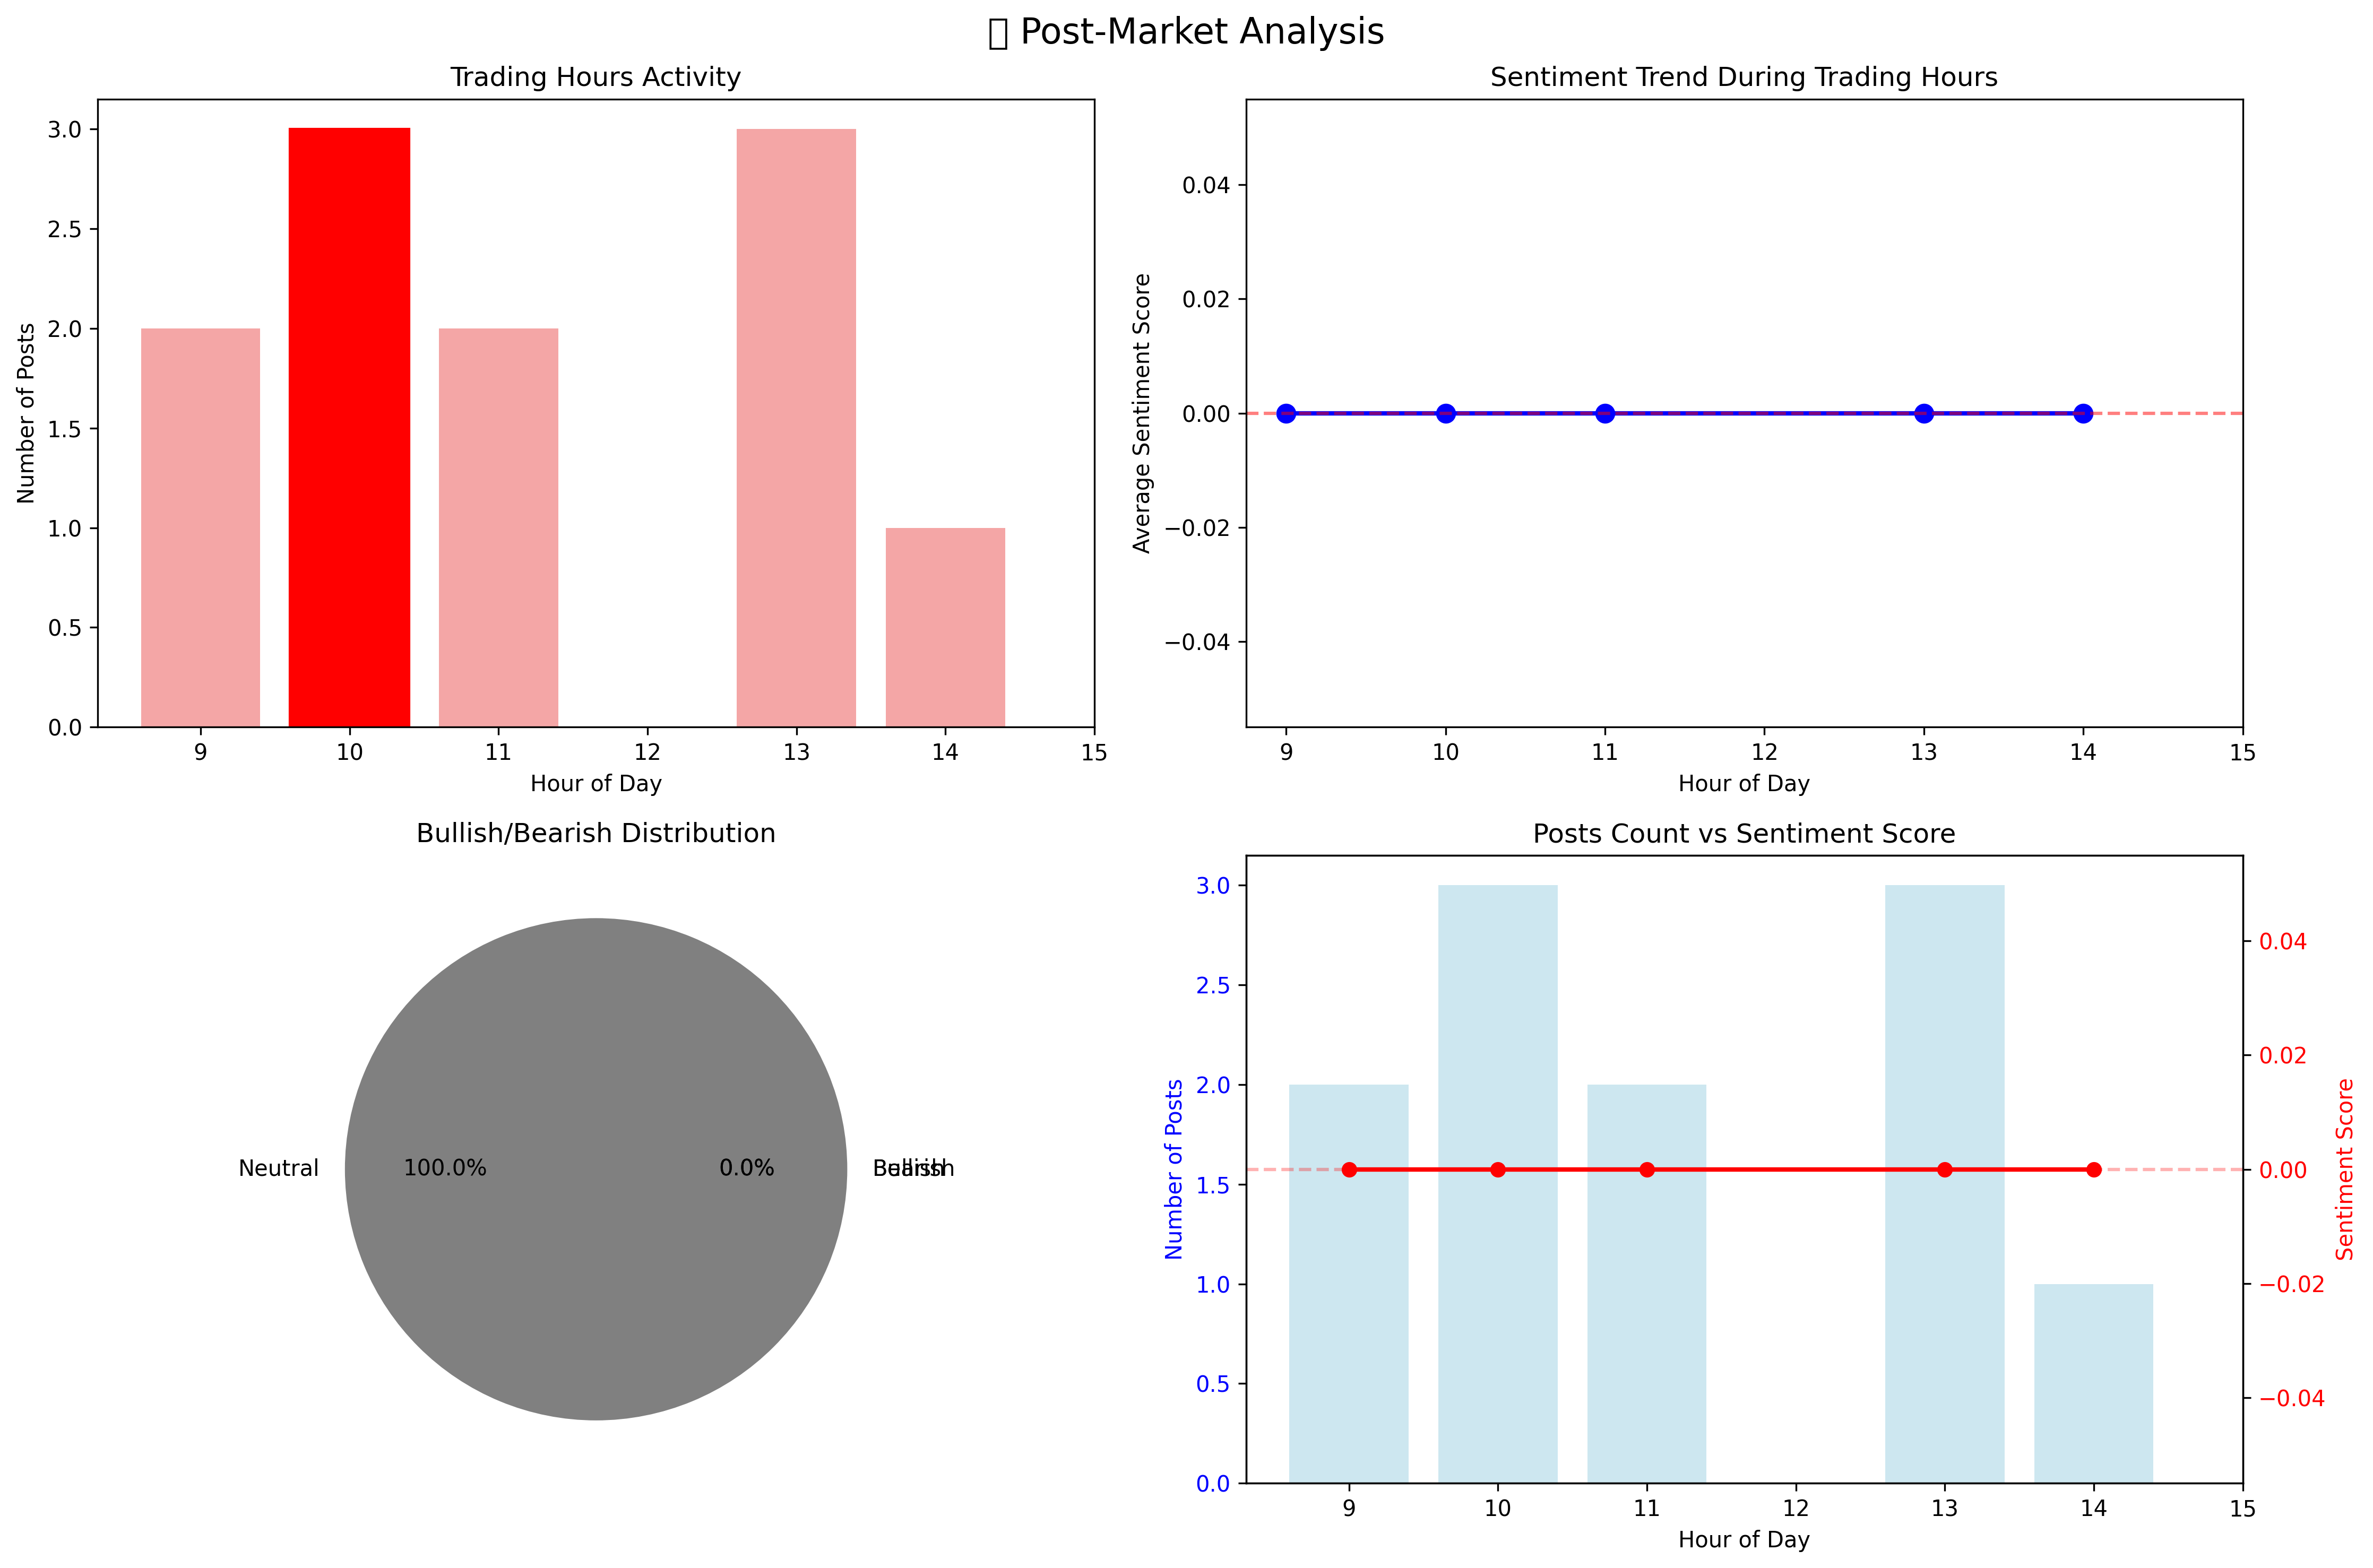 Post-Market Analysis
Trading Hours Activity
Number of Posts
3.0
2.5
2.0
1.5
1.0
0.5
0.0
9 10 11 12 13 14 15
Hour of Day
Sentiment Trend During Trading Hours
Average Sentiment Score
0.04
0.02
0.00
−0.02
−0.04
9 10 11 12 13 14 15
Hour of Day
Bullish/Bearish Distribution
Neutral
100.0%
0.0%
Bullish
Bearish
Posts Count vs Sentiment Score
Number of Posts
3.0
2.5
2.0
1.5
1.0
0.5
0.0
0.04
0.02
0.00
−0.02
−0.04
Sentiment Score
9 10 11 12 13 14 15
Hour of Day